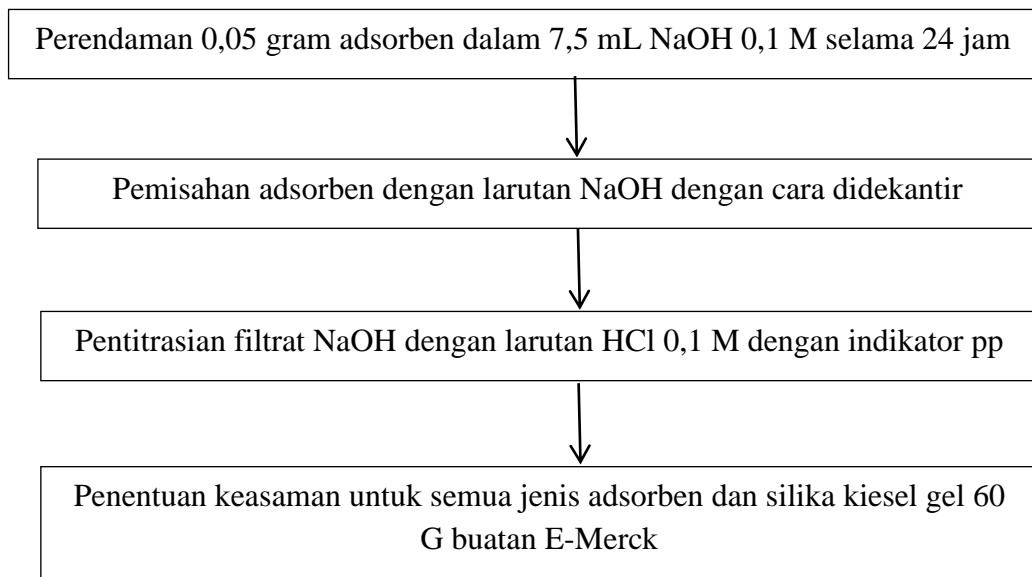 Perendaman 0,05 gram adsorben dalam 7,5 mL NaOH 0,1 M selama 24 jam
Pemisahan adsorben dengan larutan NaOH dengan cara didekantir
Pentitrasian filtrat NaOH dengan larutan HCl 0,1 M dengan indikator pp
Penentuan keasaman untuk semua jenis adsorben dan silika kiesel gel 60
G buatan E-Merck